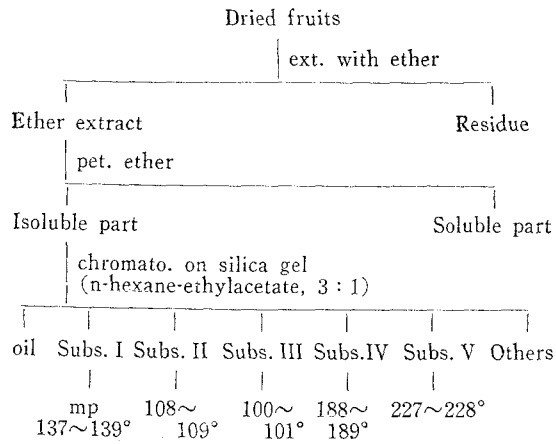 Dried fruits
ext. with ether
Ether extract Residue
pet. ether
Isoluble part Soluble part
chromato. on silica gel
(n-hexane-ethylacetate, 3 : 1)
oil Subs. I Subs. II Subs. III Subs.IV Subs. V Others
mp 108～ 100～ 188～ 227～228°
137～139° 109° 101° 189°